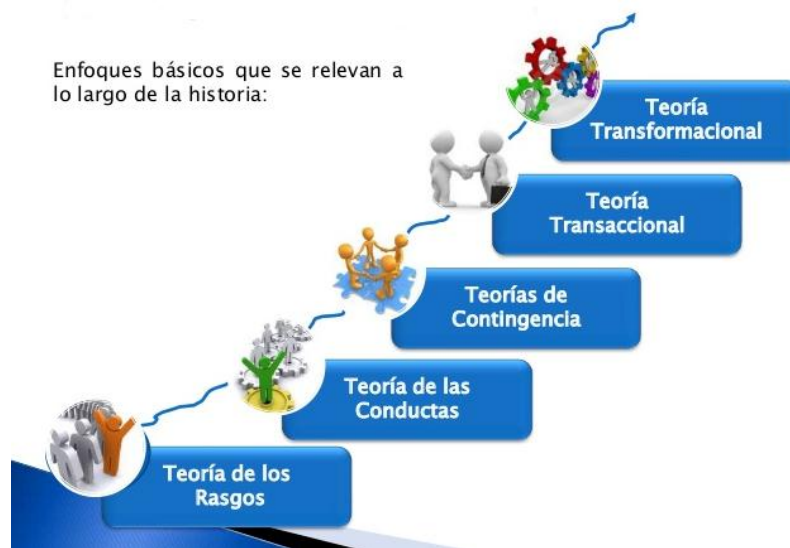 Enfoques básicos que se relevan a
lo largo de la historia:
Teoría
Transformacional
Teoría
Transaccional
Teorías de
Contingencia
Teoría de las
Conductas
Teoría de los
Rasgos